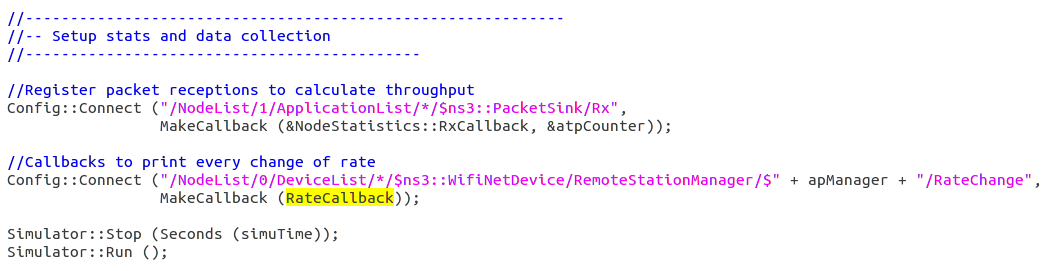 //------------------------------------------------------------
//-- Setup stats and data collection
//--------------------------------------------
//Register packet receptions to calculate throughput
Config::Connect ("/NodeList/1/ApplicationList/*/$ns3::PacketSink/Rx",
MakeCallback (&NodeStatistics::RxCallback, &atpCounter));
//Callbacks to print every change of rate
Config::Connect ("/NodeList/0/DeviceList/*/$ns3::WifiNetDevice/RemoteStationManager/$" + apManager + "/RateChange",
MakeCallback (RateCallback));
Simulator::Stop (Seconds (simuTime));
Simulator::Run ();